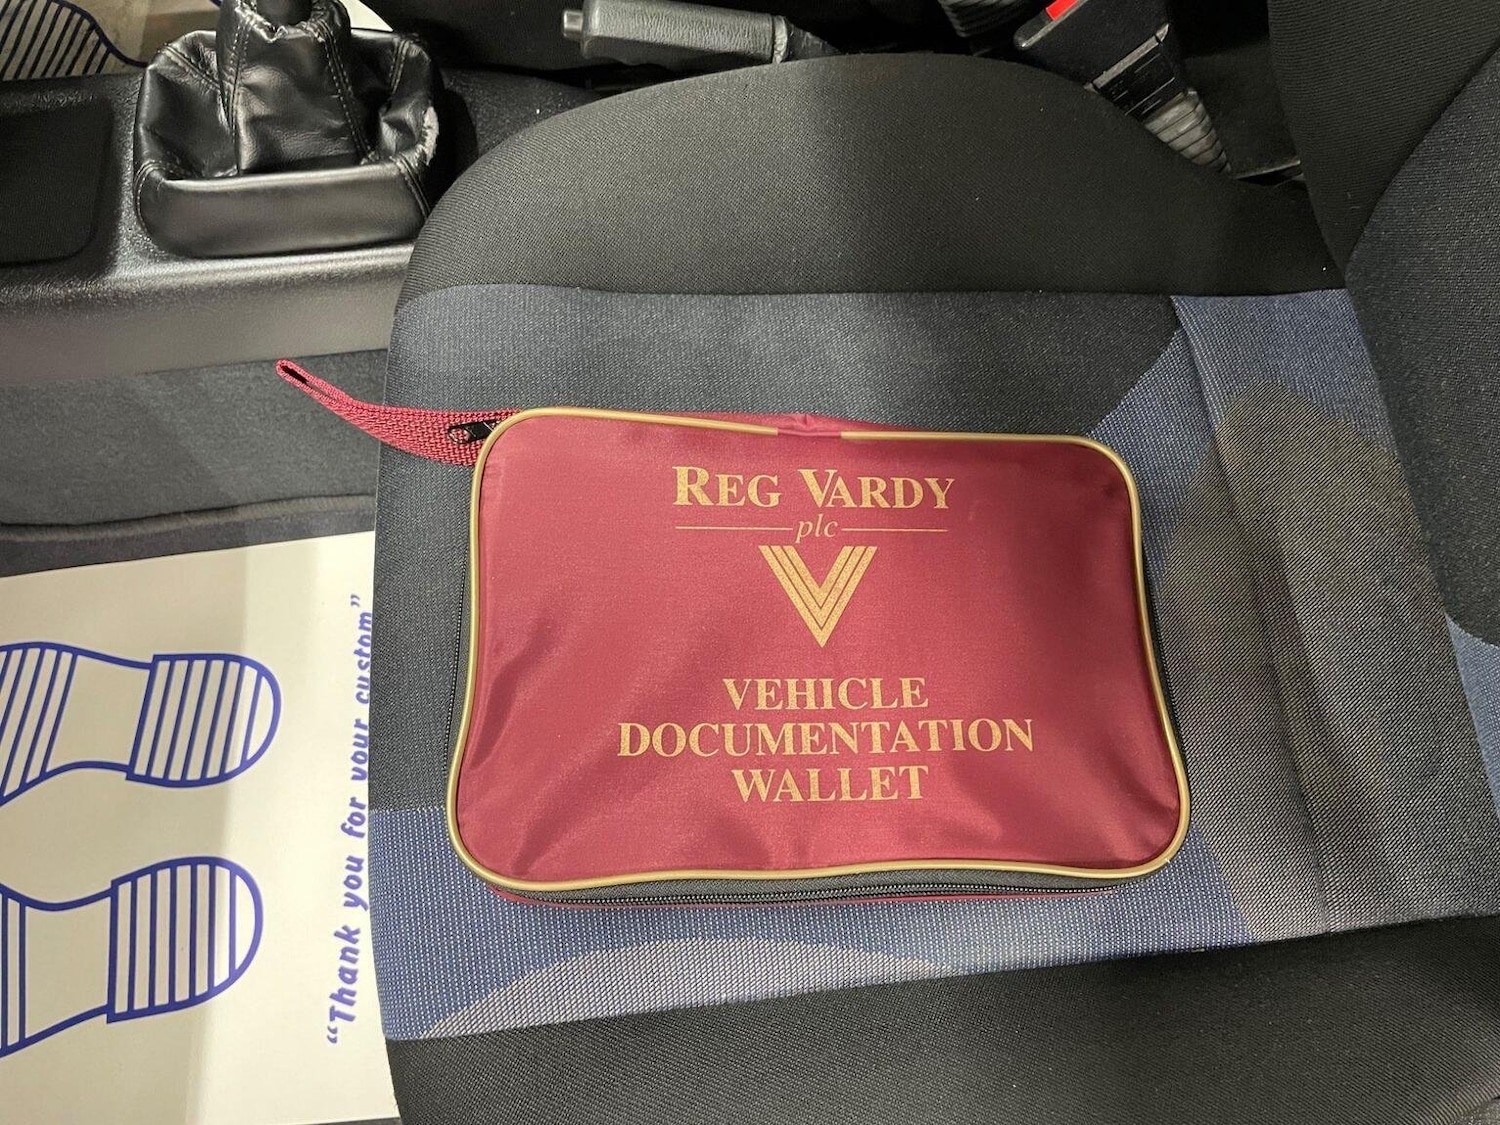 REG VARDY
plc
VEHICLE
DOCUMENTATION
WALLET
"Thank you for your custom"